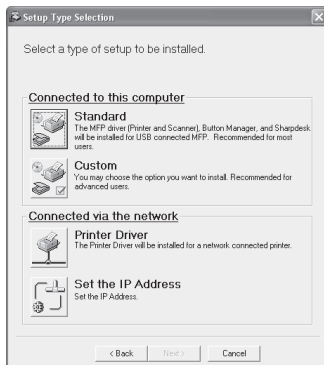 Setup Type Selection
Select a type of setup to be installed.
Connected to this computer
Standard
The MFP driver (Printer and Scanner), Button Manager, and Sharpdesk
will be installed for USB connected MFP. Recommended for most
users.
Custom
You may choose the option you want to install. Recommended for
advanced users.
Connected via the network
Printer Driver
The Printer Driver will be installed for a network connected printer.
Set the IP Address
Set the IP Address.
< Back
Next >
Cancel